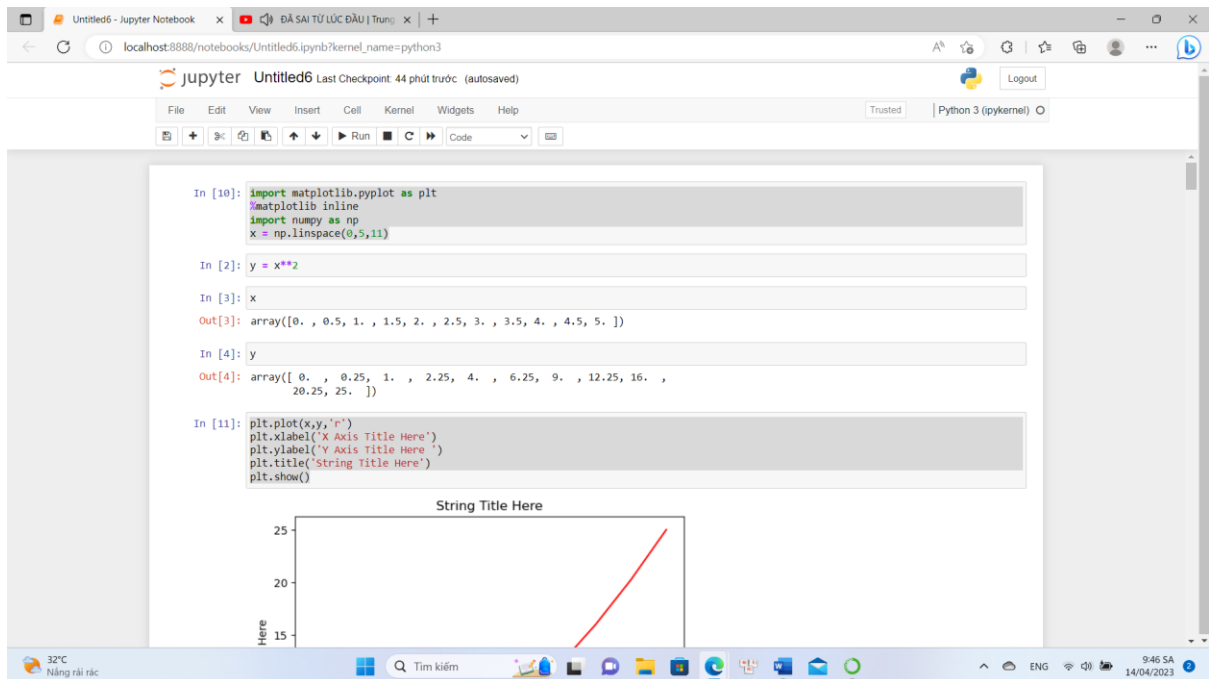 Untitled6 - Jupyter Notebook
ĐÃ SAI TỪ LÚC ĐẦU | Trung
localhost:8888/notebooks/Untitled6.ipynb?kernel_name=python3
jupyter Untitled6 Last Checkpoint: 44 phút trước (autosaved)
Logout
File Edit View Insert Cell Kernel Widgets Help
Trusted Python 3 (ipykernel)
Run Code
In [10]: import matplotlib.pyplot as plt
%matplotlib inline
import numpy as np
x = np.linspace(0,5,11)
In [2]: y = x**2
In [3]: x
Out[3]: array([0. , 0.5, 1. , 1.5, 2. , 2.5, 3. , 3.5, 4. , 4.5, 5. ])
In [4]: y
Out[4]: array([ 0. , 0.25, 1. , 2.25, 4. , 6.25, 9. , 12.25, 16. ,
20.25, 25. ])
In [11]: plt.plot(x,y,'r')
plt.xlabel('X Axis Title Here')
plt.ylabel('Y Axis Title Here ')
plt.title('String Title Here')
plt.show()
String Title Here
25
20
15
Here
32°C
Nắng rải rác
Tìm kiếm
ENG
9:46 SA
14/04/2023
2